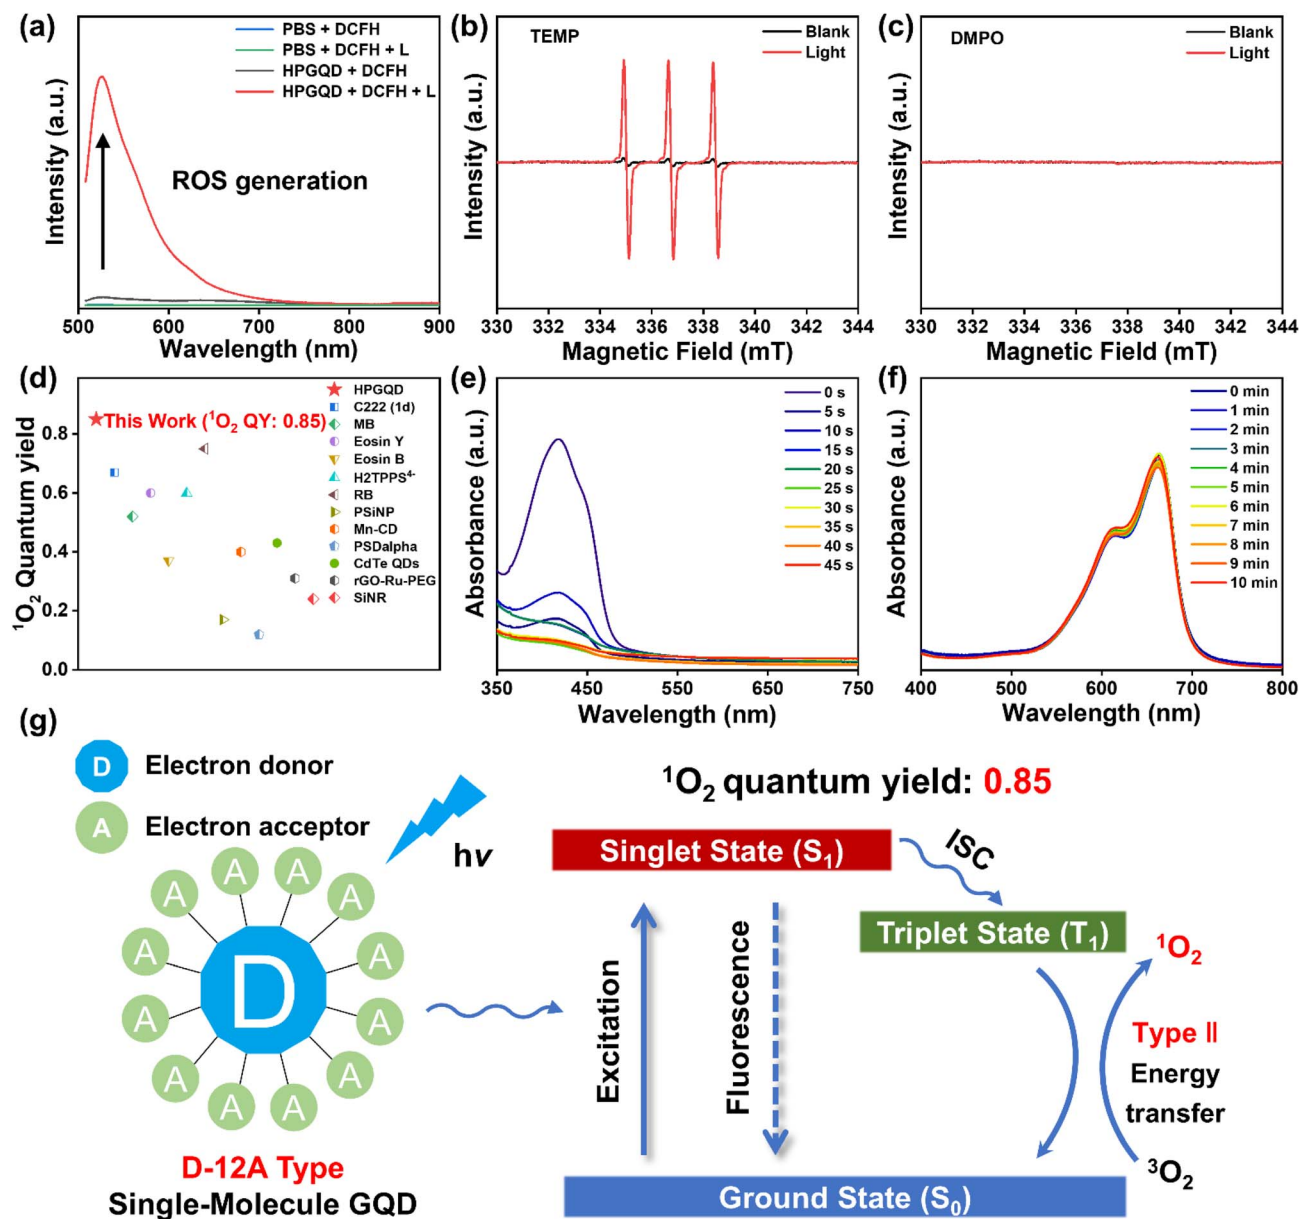 (a)
PBS + DCFH
PBS + DCFH + L
HPGQD + DCFH
HPGQD + DCFH + L
ROS generation
Intensity (a.u.)
500 600 700 800 900
Wavelength (nm)
(b)
TEMP
Blank
Light
Intensity (a.u.)
330 332 334 336 338 340 342 344
Magnetic Field (mT)
(c)
DMPO
Blank
Light
Intensity (a.u.)
330 332 334 336 338 340 342 344
Magnetic Field (mT)
(d)
This Work (¹O₂ QY: 0.85)
HPGQD
C222 (1d)
MB
Eosin Y
Eosin B
H2TPPS⁴⁻
RB
PSiNP
Mn-CD
PSDalpha
CdTe QDs
rGO-Ru-PEG
SiNR
¹O₂ Quantum yield
0.8
0.6
0.4
0.2
0.0
(e)
0 s
5 s
10 s
15 s
20 s
25 s
30 s
35 s
40 s
45 s
Absorbance (a.u.)
350 450 550 650 750
Wavelength (nm)
(f)
0 min
1 min
2 min
3 min
4 min
5 min
6 min
7 min
8 min
9 min
10 min
Absorbance (a.u.)
400 500 600 700 800
Wavelength (nm)
(g)
D
Electron donor
A
Electron acceptor
hv
A
A
A
A
A
A
A
A
A
A
A
A
D
D-12A Type
Single-Molecule GQD
¹O₂ quantum yield: 0.85
Singlet State (S₁)
ISC
Triplet State (T₁)
Excitation
Fluorescence
¹O₂
Type Ⅱ
Energy
transfer
³O₂
Ground State (S₀)